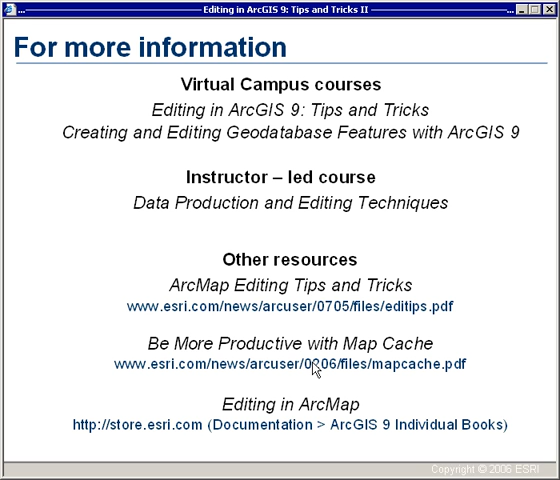 Editing in ArcGIS 9: Tips and Tricks II
For more information
Virtual Campus courses
Editing in ArcGIS 9: Tips and Tricks
Creating and Editing Geodatabase Features with ArcGIS 9
Instructor – led course
Data Production and Editing Techniques
Other resources
ArcMap Editing Tips and Tricks
www.esri.com/news/arcuser/0705/files/editips.pdf
Be More Productive with Map Cache
www.esri.com/news/arcuser/0206/files/mapcache.pdf
Editing in ArcMap
http://store.esri.com (Documentation > ArcGIS 9 Individual Books)
Copyright © 2006 ESRI